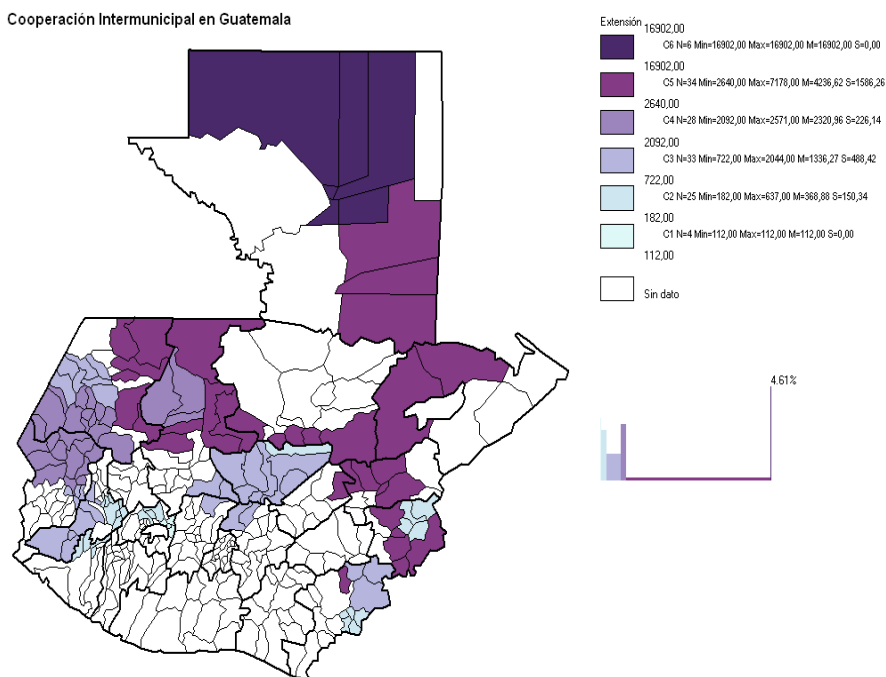 Cooperación Intermunicipal en Guatemala
Extensión
16902,00
C6 N=6 Min=16902,00 Max=16902,00 M=16902,00 S=0,00
16902,00
C5 N=34 Min=2640,00 Max=7178,00 M=4236,62 S=1586,26
2640,00
C4 N=28 Min=2092,00 Max=2571,00 M=2320,96 S=226,14
2092,00
C3 N=33 Min=722,00 Max=2044,00 M=1336,27 S=488,42
722,00
C2 N=25 Min=182,00 Max=637,00 M=368,88 S=150,34
182,00
C1 N=4 Min=112,00 Max=112,00 M=112,00 S=0,00
112,00
Sin dato
4.61%